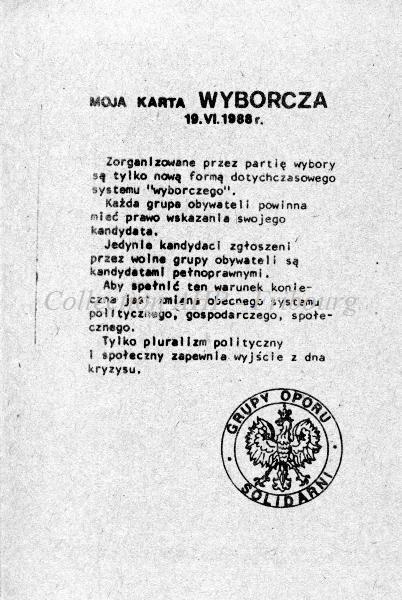 MOJA KARTA WYBORCZA
19.VI.1988r.
Zorganizowane przez partię wybory
są tylko nową formą dotychczasowego
systemu "wyborczego".
Każda grupa obywateli powinna
mieć prawo wskazania swojego
kandydata.
Jedynie kandydaci zgłoszeni
przez wolne grupy obywateli są
kandydatami pełnoprawnymi.
Aby spełnić ten warunek konie-
czna jest zmiana obecnego systemu
politycznego, gospodarczego, społe-
cznego.
Tylko pluralizm polityczny
i społeczny zapewnia wyjście z dna
kryzysu.
GRUPY OPORU
SOLIDARNI